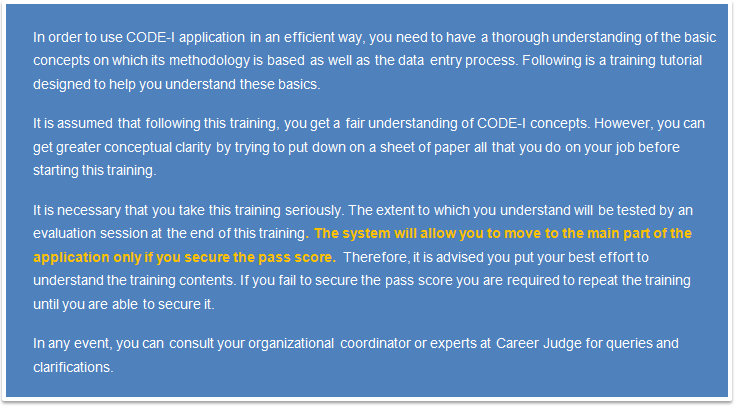 In order to use CODE-I application in an efficient way, you need to have a thorough understanding of the basic
concepts on which its methodology is based as well as the data entry process. Following is a training tutorial
designed to help you understand these basics.
It is assumed that following this training, you get a fair understanding of CODE-I concepts. However, you can
get greater conceptual clarity by trying to put down on a sheet of paper all that you do on your job before
starting this training.
It is necessary that you take this training seriously. The extent to which you understand will be tested by an
evaluation session at the end of this training. The system will allow you to move to the main part of the
application only if you secure the pass score. Therefore, it is advised you put your best effort to
understand the training contents. If you fail to secure the pass score you are required to repeat the training
until you are able to secure it.
In any event, you can consult your organizational coordinator or experts at Career Judge for queries and
clarifications.